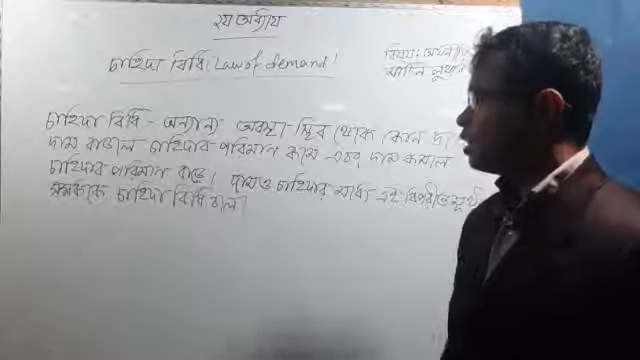 ২য় অধ্যায়
চাহিদা বিধি (Law of demand)
বিষয়: অর্থনীতি
মার্টিন লুথার
চাহিদা বিধি - অন্যান্য অবস্থা স্থির থেকে কোন
দাম বাড়লে চাহিদার পরিমান কমে এবং দাম কমলে
চাহিদার পরিমান বাড়ে। দাম ও চাহিদার মধ্যে এই বিপরীতমুখী
সম্পর্ককে চাহিদা বিধি বলে।